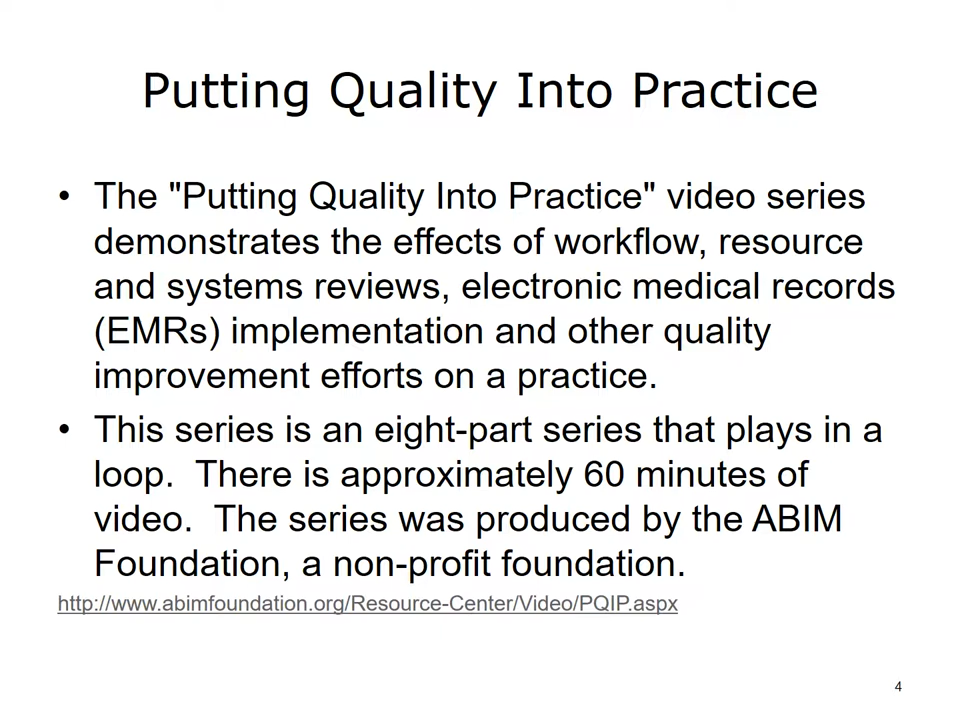 Putting Quality Into Practice
• The "Putting Quality Into Practice" video series
demonstrates the effects of workflow, resource
and systems reviews, electronic medical records
(EMRs) implementation and other quality
improvement efforts on a practice.
• This series is an eight-part series that plays in a
loop.  There is approximately 60 minutes of
video.  The series was produced by the ABIM
Foundation, a non-profit foundation.
http://www.abimfoundation.org/Resource-Center/Video/PQIP.aspx
4